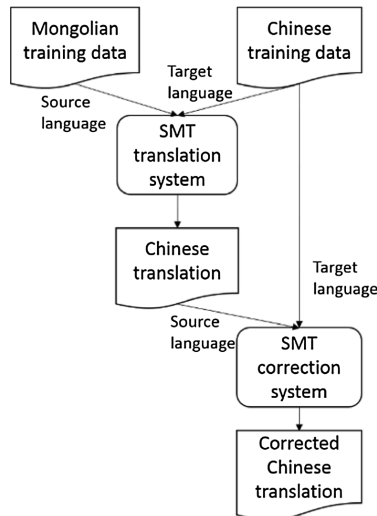 Mongolian
training data
Chinese
training data
Source
language
Target
language
SMT
translation
system
Chinese
translation
Source
language
Target
language
SMT
correction
system
Corrected
Chinese
translation